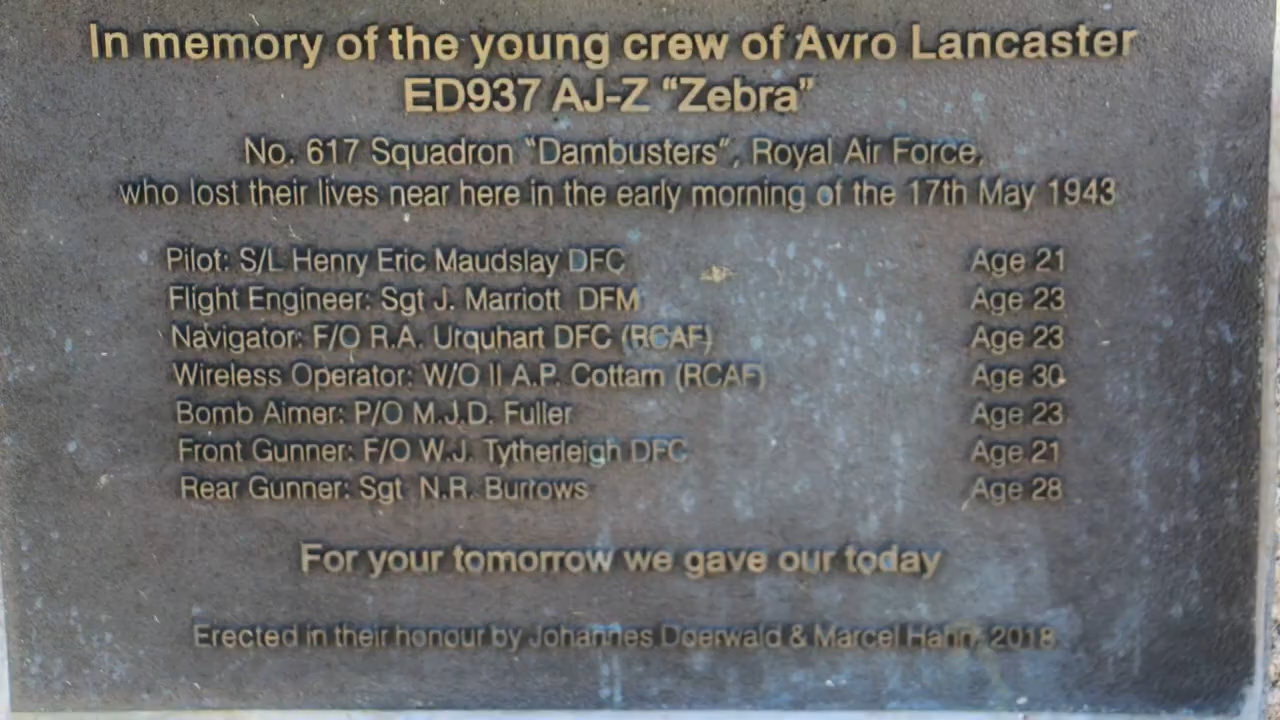 In memory of the young crew of Avro Lancaster
ED937 AJ-Z “Zebra”
No. 617 Squadron “Dambusters”, Royal Air Force,
who lost their lives near here in the early morning of the 17th May 1943
Pilot: S/L Henry Eric Maudslay DFC Age 21
Flight Engineer: Sgt J. Marriott DFM Age 23
Navigator: F/O R.A. Urquhart DFC (RCAF) Age 23
Wireless Operator: W/O II A.P. Cottam (RCAF) Age 30
Bomb Aimer: P/O M.J.D. Fuller Age 23
Front Gunner: F/O W.J. Tytherleigh DFC Age 21
Rear Gunner: Sgt N.R. Burrows Age 28
For your tomorrow we gave our today
Erected in their honour by Johannes Doerwald & Marcel Hahn, 2018